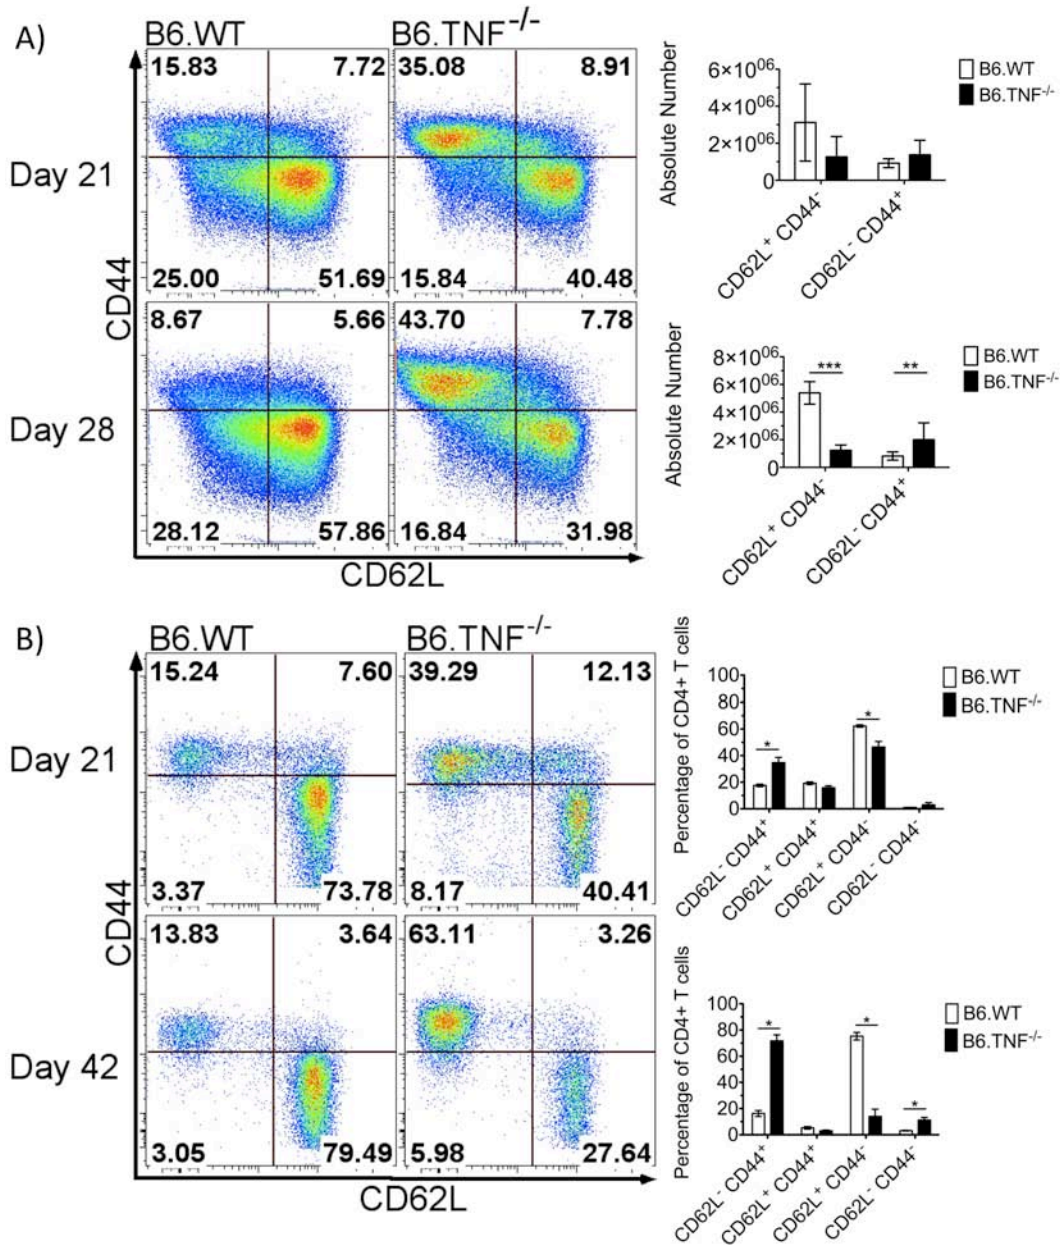 A)
B6.WT
B6.TNF-/-
15.83
7.72
35.08
8.91
Day 21
25.00
51.69
15.84
40.48
8.67
5.66
43.70
7.78
Day 28
28.12
57.86
16.84
31.98
CD44
CD62L
Absolute Number
6×10^06
4×10^06
2×10^06
0
CD62L+ CD44-
CD62L- CD44+
B6.WT
B6.TNF-/-
Absolute Number
8×10^06
6×10^06
4×10^06
2×10^06
0
***
**
CD62L+ CD44-
CD62L- CD44+
B6.WT
B6.TNF-/-
B)
B6.WT
B6.TNF-/-
15.24
7.60
39.29
12.13
Day 21
3.37
73.78
8.17
40.41
13.83
3.64
63.11
3.26
Day 42
3.05
79.49
5.98
27.64
CD44
CD62L
Percentage of CD4+ T cells
100
80
60
40
20
0
*
*
CD62L- CD44+
CD62L+ CD44+
CD62L+ CD44-
CD62L- CD44-
B6.WT
B6.TNF-/-
Percentage of CD4+ T cells
100
80
60
40
20
0
*
*
*
CD62L- CD44+
CD62L+ CD44+
CD62L+ CD44-
CD62L- CD44-
B6.WT
B6.TNF-/-